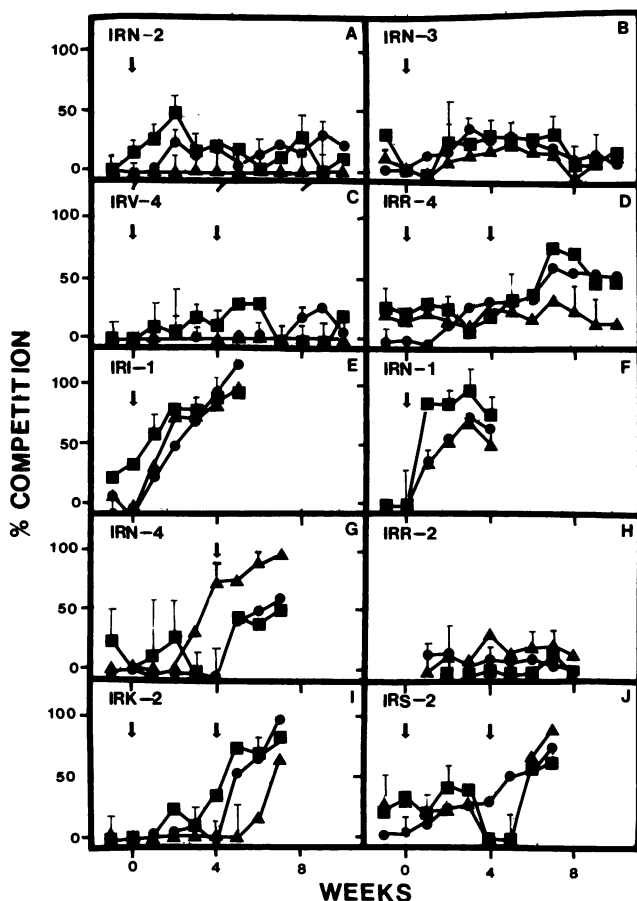 IRN-2 A
IRN-3 B
100
50
0
IRV-4 C
IRR-4 D
100
50
0
IRI-1 E
IRN-1 F
100
50
0
IRN-4 G
IRR-2 H
100
50
0
IRK-2 I
IRS-2 J
100
50
0
% COMPETITION
0 4 8 0 4 8
WEEKS